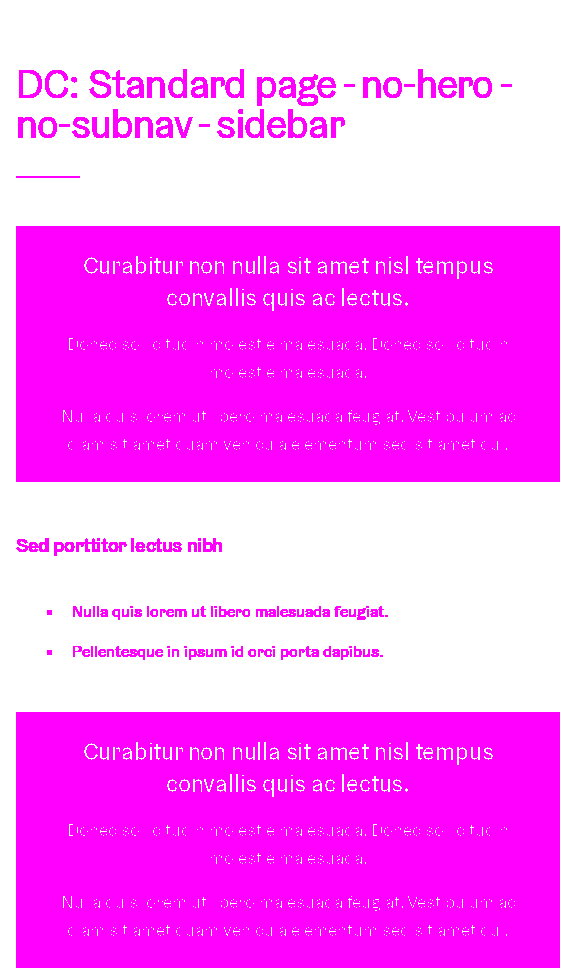 DC: Standard page - no-hero -
no-subnav - sidebar
Curabitur non nulla sit amet nisl tempus
convallis quis ac lectus.
Donec sollicitudin molestie malesuada. Donec sollicitudin
molestie malesuada.
Nulla quis lorem ut libero malesuada feugiat. Vestibulum ac
diam sit amet quam vehicula elementum sed sit amet dui.
Sed porttitor lectus nibh
Nulla quis lorem ut libero malesuada feugiat.
Pellentesque in ipsum id orci porta dapibus.
Curabitur non nulla sit amet nisl tempus
convallis quis ac lectus.
Donec sollicitudin molestie malesuada. Donec sollicitudin
molestie malesuada.
Nulla quis lorem ut libero malesuada feugiat. Vestibulum ac
diam sit amet quam vehicula elementum sed sit amet dui.